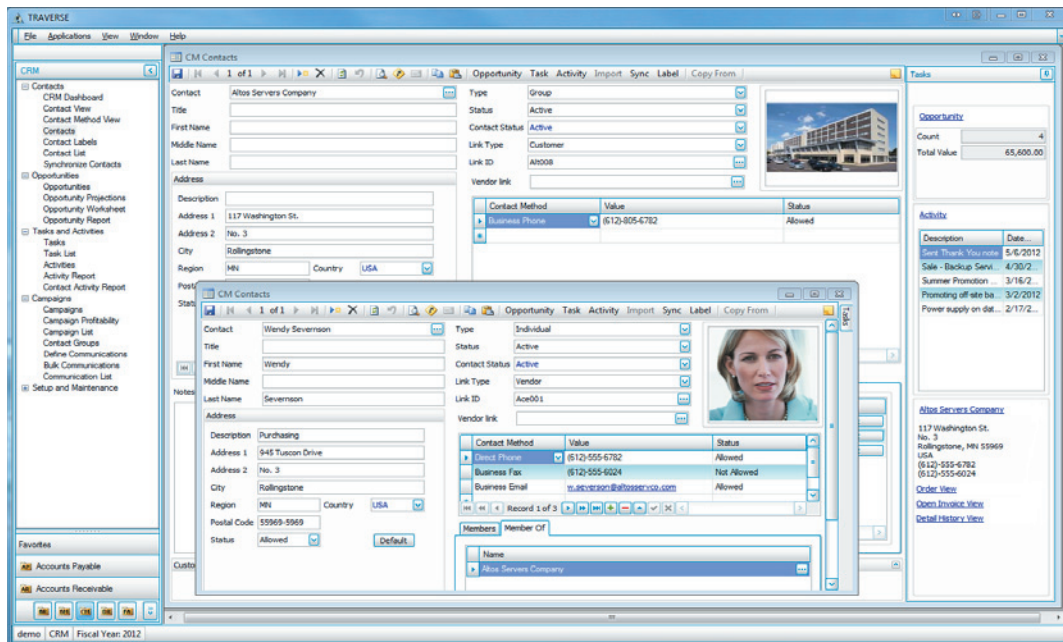 TRAVERSE
File Applications View Window Help
CRM
Contacts
CRM Dashboard
Contact View
Contact Method View
Contacts
Contact Labels
Contact List
Synchronize Contacts
Opportunities
Opportunities
Opportunity Projections
Opportunity Worksheet
Opportunity Report
Tasks and Activities
Tasks
Task List
Activities
Activity Report
Contact Activity Report
Campaigns
Campaigns
Campaign Profitability
Campaign List
Contact Groups
Define Communications
Bulk Communications
Communication List
Setup and Maintenance
Favorites
Accounts Payable
Accounts Receivable
CM Contacts
1 of 1 Opportunity Task Activity Import Sync Label Copy From
Contact Altos Servers Company
Title
First Name
Middle Name
Last Name
Address
Description
Address 1 117 Washington St.
Address 2 No. 3
City Rollingstone
Region MN Country USA
Posta
Statu
Notes
Custo
Type Group
Status Active
Contact Status Active
Link Type Customer
Link ID Alt008
Vendor link
Contact Method Value Status
Business Phone (612)-805-6782 Allowed
CM Contacts
1 of 1 Opportunity Task Activity Import Sync Label Copy From
Tasks
Contact Wendy Severnson
Title
First Name Wendy
Middle Name
Last Name Severnson
Address
Description Purchasing
Address 1 945 Tuscon Drive
Address 2 No. 3
City Rollingstone
Region MN Country USA
Postal Code 55969-5969
Status Allowed Default
Type Individual
Status Active
Contact Status Active
Link Type Vendor
Link ID Ace001
Vendor link
Contact Method Value Status
Direct Phone (612)-555-6782 Allowed
Business Fax (612)-555-6024 Not Allowed
Business Email w.severson@altosservco.com Allowed
Record 1 of 3
Members Member Of
Name
Altos Servers Company
Tasks
Opportunity
Count 4
Total Value 65,600.00
Activity
Description Date...
Sent Thank You note 5/6/2012
Sale - Backup Servi... 4/30/2...
Summer Promotion ... 3/16/2...
Promoting off-site ba... 3/2/2012
Power supply on dat... 2/17/2...
Altos Servers Company
117 Washington St.
No. 3
Rollingstone, MN 55969
USA
(612)-555-6782
(612)-555-6024
Order View
Open Invoice View
Detail History View
demo CRM Fiscal Year: 2012